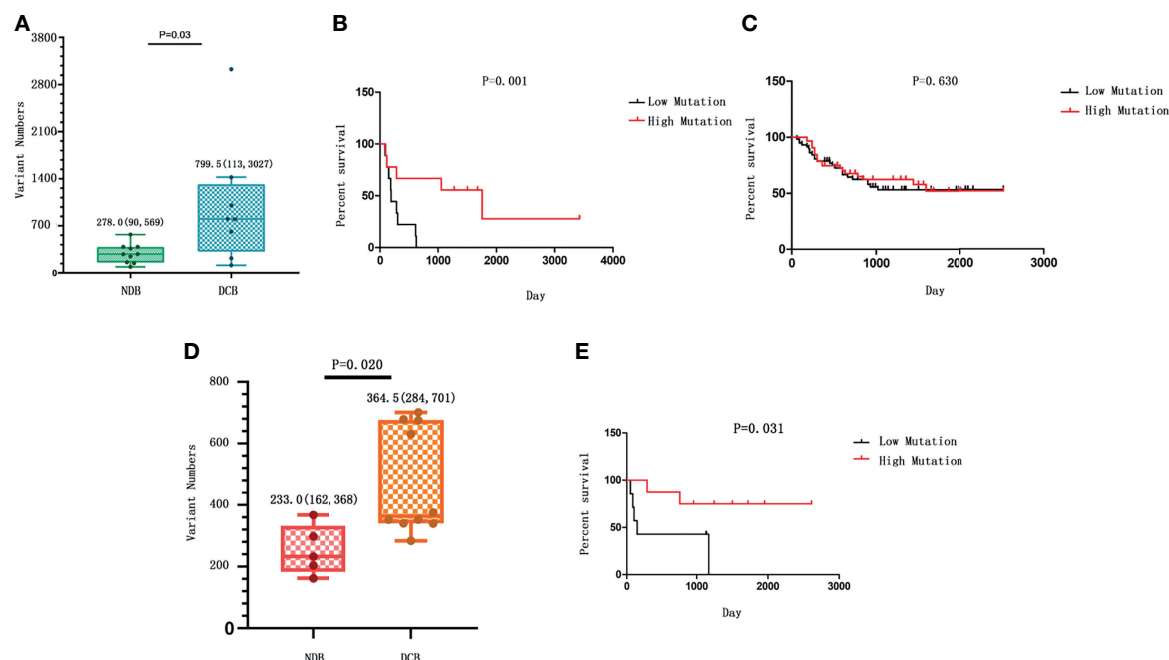 A
P=0.03
3800
2800
2100
1400
700
0
Variant Numbers
278.0(90,569)
799.5(113,3027)
NDB
DCB
B
P=0.001
Low Mutation
High Mutation
150
100
50
0
Percent survival
0
1000
2000
3000
4000
Day
C
P=0.630
Low Mutation
High Mutation
150
100
50
0
Percent survival
0
1000
2000
3000
Day
D
P=0.020
800
600
400
200
0
Variant Numbers
233.0(162,368)
364.5(284,701)
NDB
DCB
E
P=0.031
Low Mutation
High Mutation
150
100
50
0
Percent survival
0
1000
2000
3000
Day